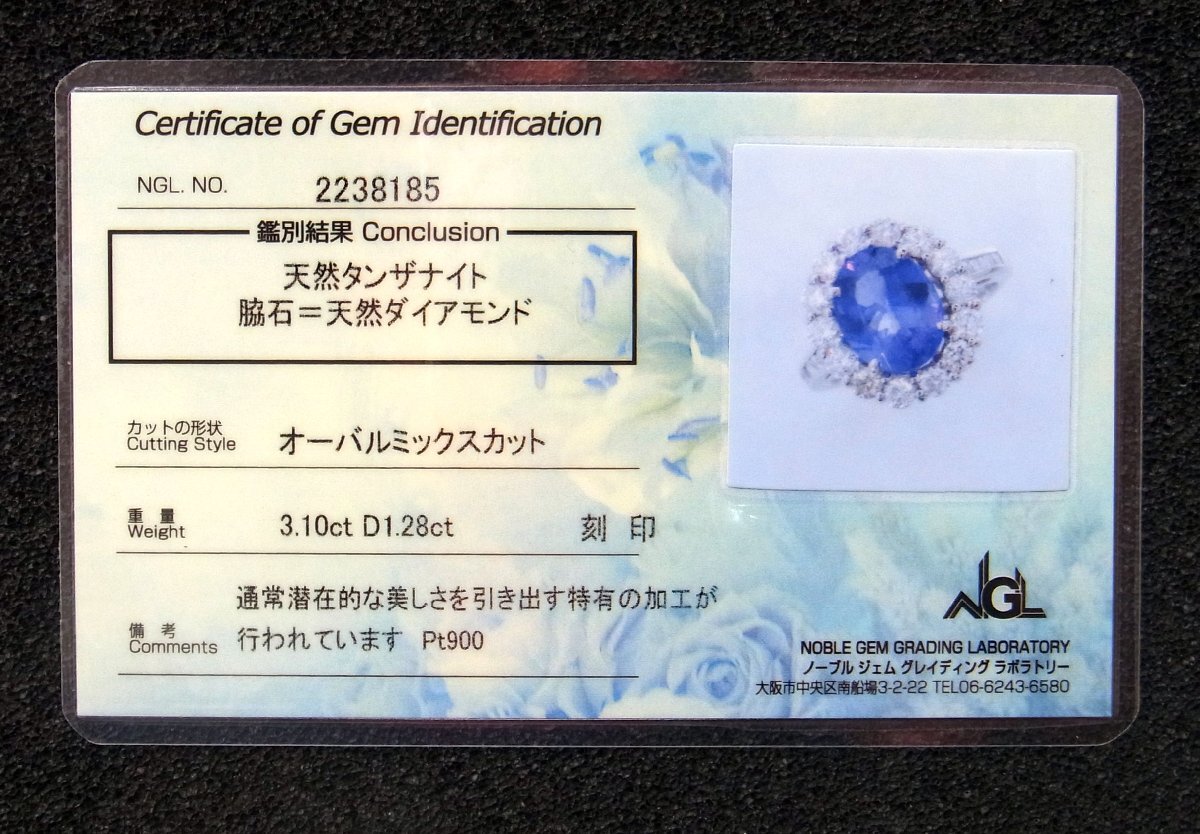 Certificate of Gem Identification
NGL. NO. 2238185
鑑別結果 Conclusion
天然タンザナイト
脇石=天然ダイアモンド
カットの形状
Cutting Style オーバルミックスカット
重量
Weight 3.10ct D1.28ct 刻印
通常潜在的な美しさを引き出す特有の加工が
備考
Comments 行われています Pt900
NGL
NOBLE GEM GRADING LABORATORY
ノーブル ジェム グレイディング ラボラトリー
大阪市中央区南船場3-2-22 TEL06-6243-6580